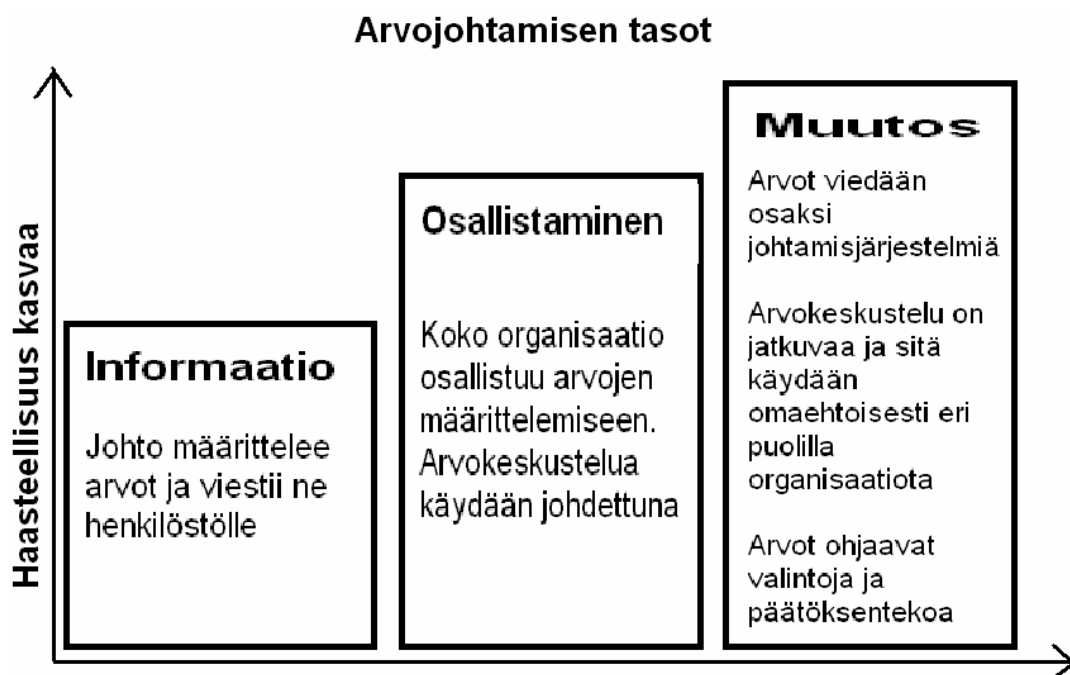 Arvojohtamisen tasot
Haasteellisuus kasvaa
Informaatio
Johto määrittelee
arvot ja viestii ne
henkilöstölle
Osallistaminen
Koko organisaatio
osallistuu arvojen
määrittelemiseen.
Arvokeskustelua
käydään johdettuna
Muutos
Arvot viedään
osaksi
johtamisjärjestelmiä
Arvokeskustelu on
jatkuvaa ja sitä
käydään
omaehtoisesti eri
puolilla
organisaatiota
Arvot ohjaavat
valintoja ja
päätöksentekoa